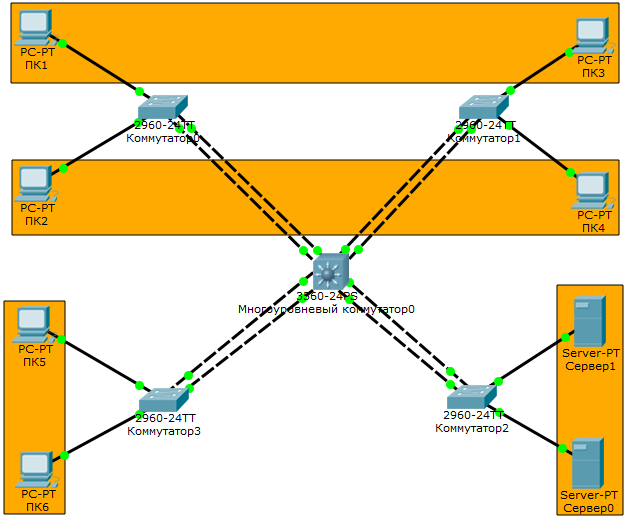 PC-PT
ПК1
PC-PT
ПК3
2960-24TT
Коммутатор0
2960-24TT
Коммутатор1
PC-PT
ПК2
PC-PT
ПК4
3560-24PS
Многоуровневый коммутатор0
PC-PT
ПК5
Server-PT
Сервер1
2960-24TT
Коммутатор3
2960-24TT
Коммутатор2
PC-PT
ПК6
Server-PT
Сервер0